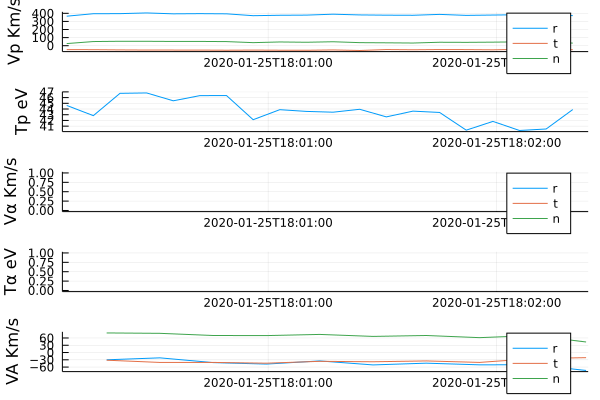 Vp Km/s
400
300
200
100
0
r
t
n
2020-01-25T18:01:00
2020-01-25T
Tp eV
47
46
45
44
43
42
41
2020-01-25T18:01:00
2020-01-25T18:02:00
Vα Km/s
1.00
0.75
0.50
0.25
0.00
r
t
n
2020-01-25T18:01:00
2020-01-25T
Tα eV
1.00
0.75
0.50
0.25
0.00
2020-01-25T18:01:00
2020-01-25T18:02:00
VA Km/s
60
30
0
−30
−60
r
t
n
2020-01-25T18:01:00
2020-01-25T